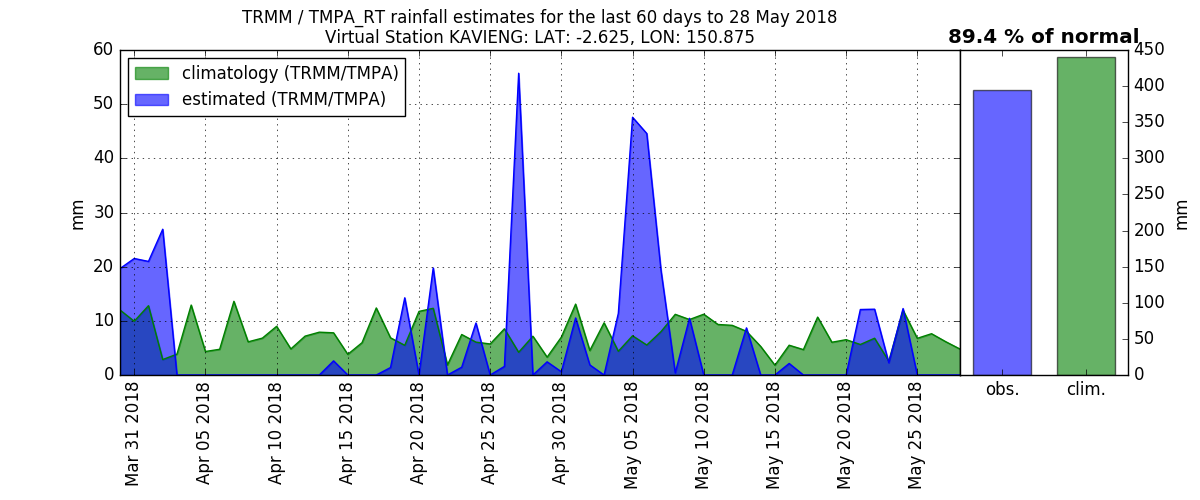 TRMM / TMPA_RT rainfall estimates for the last 60 days to 28 May 2018
Virtual Station KAVIENG: LAT: -2.625, LON: 150.875
89.4 % of normal
climatology (TRMM/TMPA)
estimated (TRMM/TMPA)
mm
60
50
40
30
20
10
0
Mar 31 2018
Apr 05 2018
Apr 10 2018
Apr 15 2018
Apr 20 2018
Apr 25 2018
Apr 30 2018
May 05 2018
May 10 2018
May 15 2018
May 20 2018
May 25 2018
obs.
clim.
450
400
350
300
250
200
150
100
50
0
mm